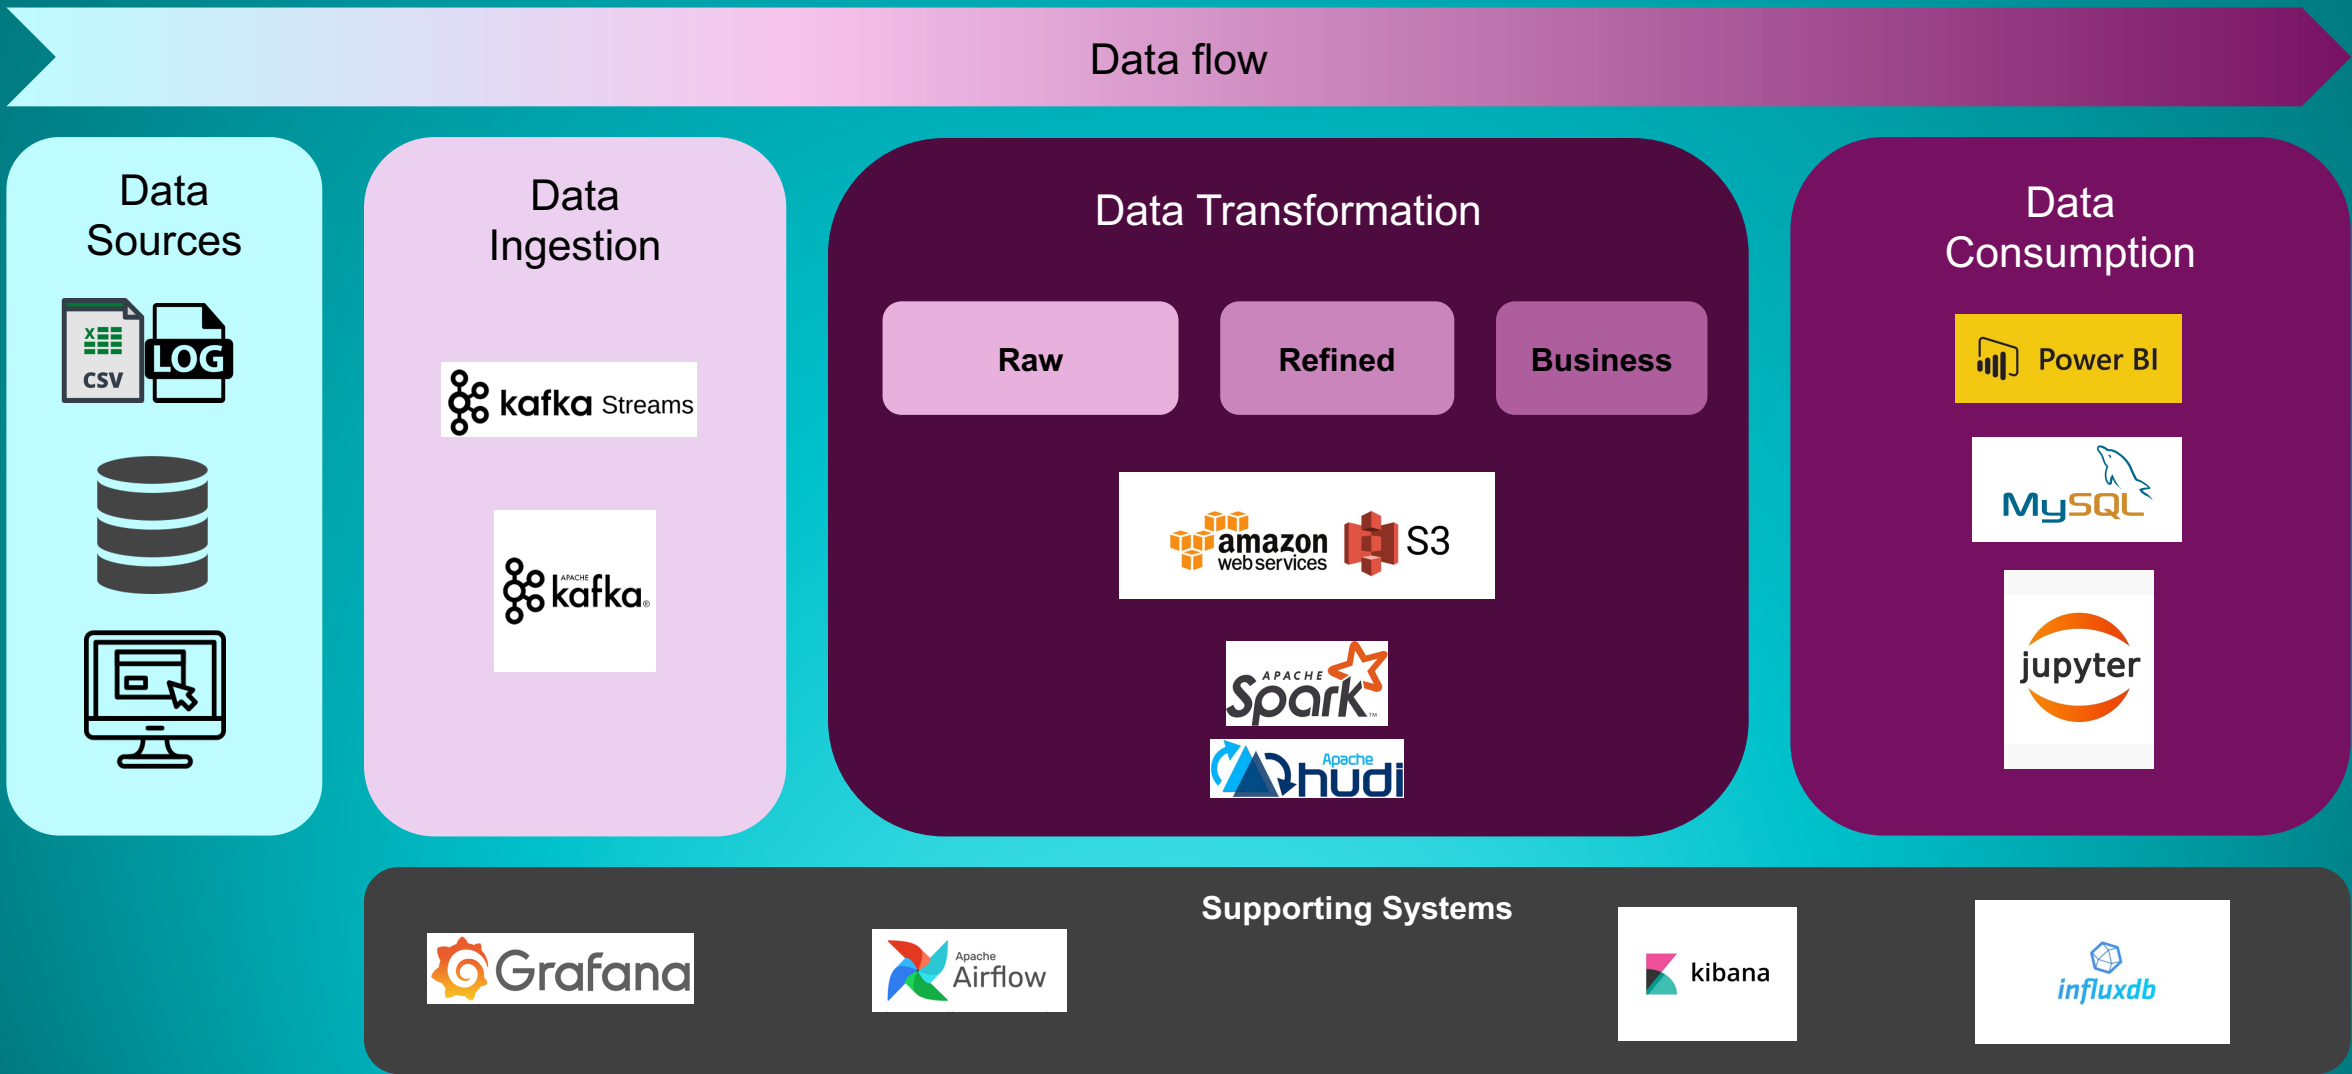 Data flow
Data
Sources
X
CSV
LOG
Data
Ingestion
kafka Streams
APACHE
kafka®
Data Transformation
Raw
Refined
Business
amazon
web services
S3
APACHE
Spark™
Apache
hudi
Data
Consumption
Power BI
MySQL
jupyter
Supporting Systems
Grafana
Apache
Airflow
kibana
influxdb